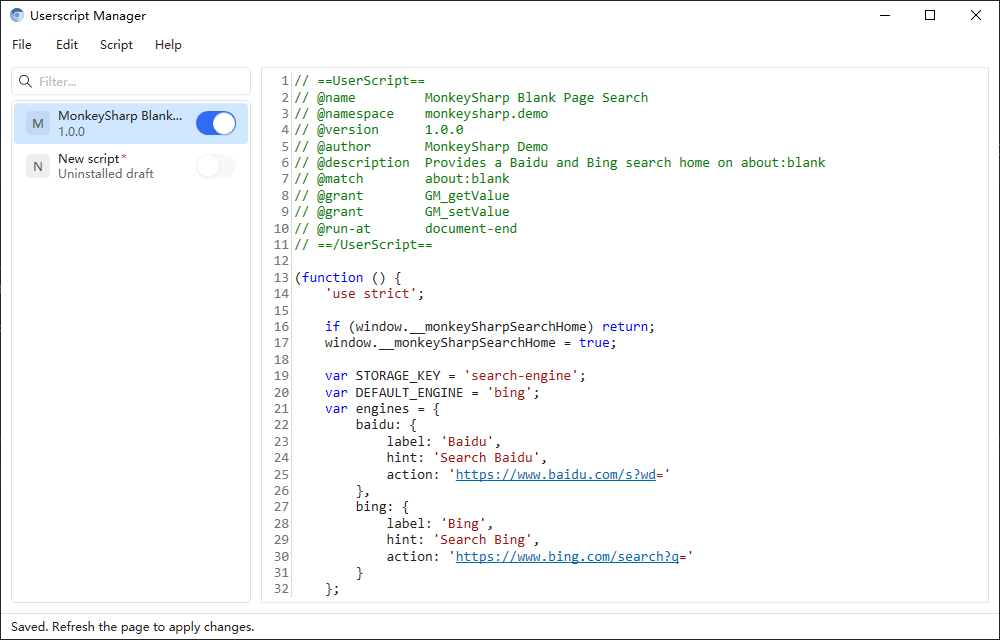 Userscript Manager
File Edit Script Help
Filter...
M MonkeySharp Blank...
1.0.0
N New script*
Uninstalled draft
1 // ==UserScript==
2 // @name         MonkeySharp Blank Page Search
3 // @namespace    monkeysharp.demo
4 // @version      1.0.0
5 // @author       MonkeySharp Demo
6 // @description  Provides a Baidu and Bing search home on about:blank
7 // @match        about:blank
8 // @grant        GM_getValue
9 // @grant        GM_setValue
10 // @run-at       document-end
11 // ==/UserScript==
12
13 (function () {
14     'use strict';
15
16     if (window.__monkeySharpSearchHome) return;
17     window.__monkeySharpSearchHome = true;
18
19     var STORAGE_KEY = 'search-engine';
20     var DEFAULT_ENGINE = 'bing';
21     var engines = {
22         baidu: {
23             label: 'Baidu',
24             hint: 'Search Baidu',
25             action: 'https://www.baidu.com/s?wd='
26         },
27         bing: {
28             label: 'Bing',
29             hint: 'Search Bing',
30             action: 'https://www.bing.com/search?q='
31         }
32     };
Saved. Refresh the page to apply changes.